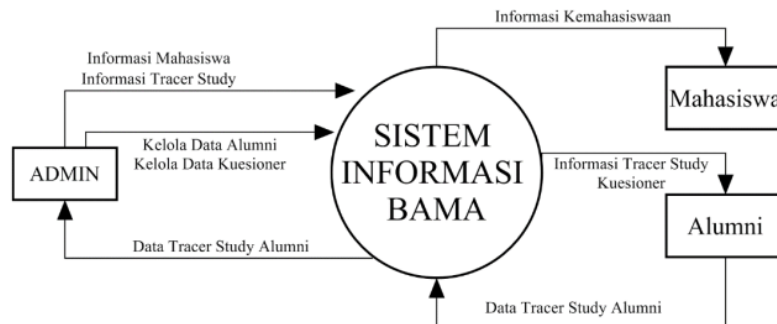 Informasi Kemahasiswaan
Informasi Mahasiswa
Informasi Tracer Study
Mahasiswa
Kelola Data Alumni
Kelola Data Kuesioner
ADMIN
SISTEM
INFORMASI
BAMA
Informasi Tracer Study
Kuesioner
Alumni
Data Tracer Study Alumni
Data Tracer Study Alumni